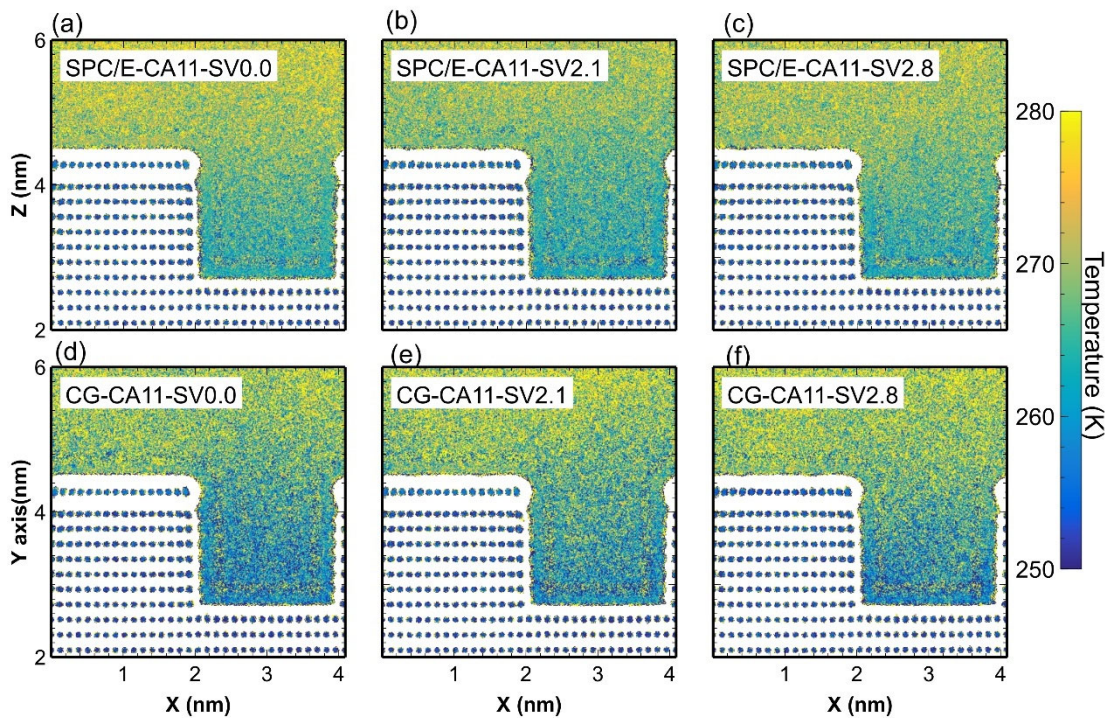 (a)
(b)
(c)
6
SPC/E-CA11-SV0.0
SPC/E-CA11-SV2.1
SPC/E-CA11-SV2.8
Z (nm)
4
2
280
270
260
250
Temperature (K)
(d)
(e)
(f)
6
CG-CA11-SV0.0
CG-CA11-SV2.1
CG-CA11-SV2.8
Y axis(nm)
4
2
1 2 3 4
1 2 3 4
1 2 3 4
X (nm)
X (nm)
X (nm)